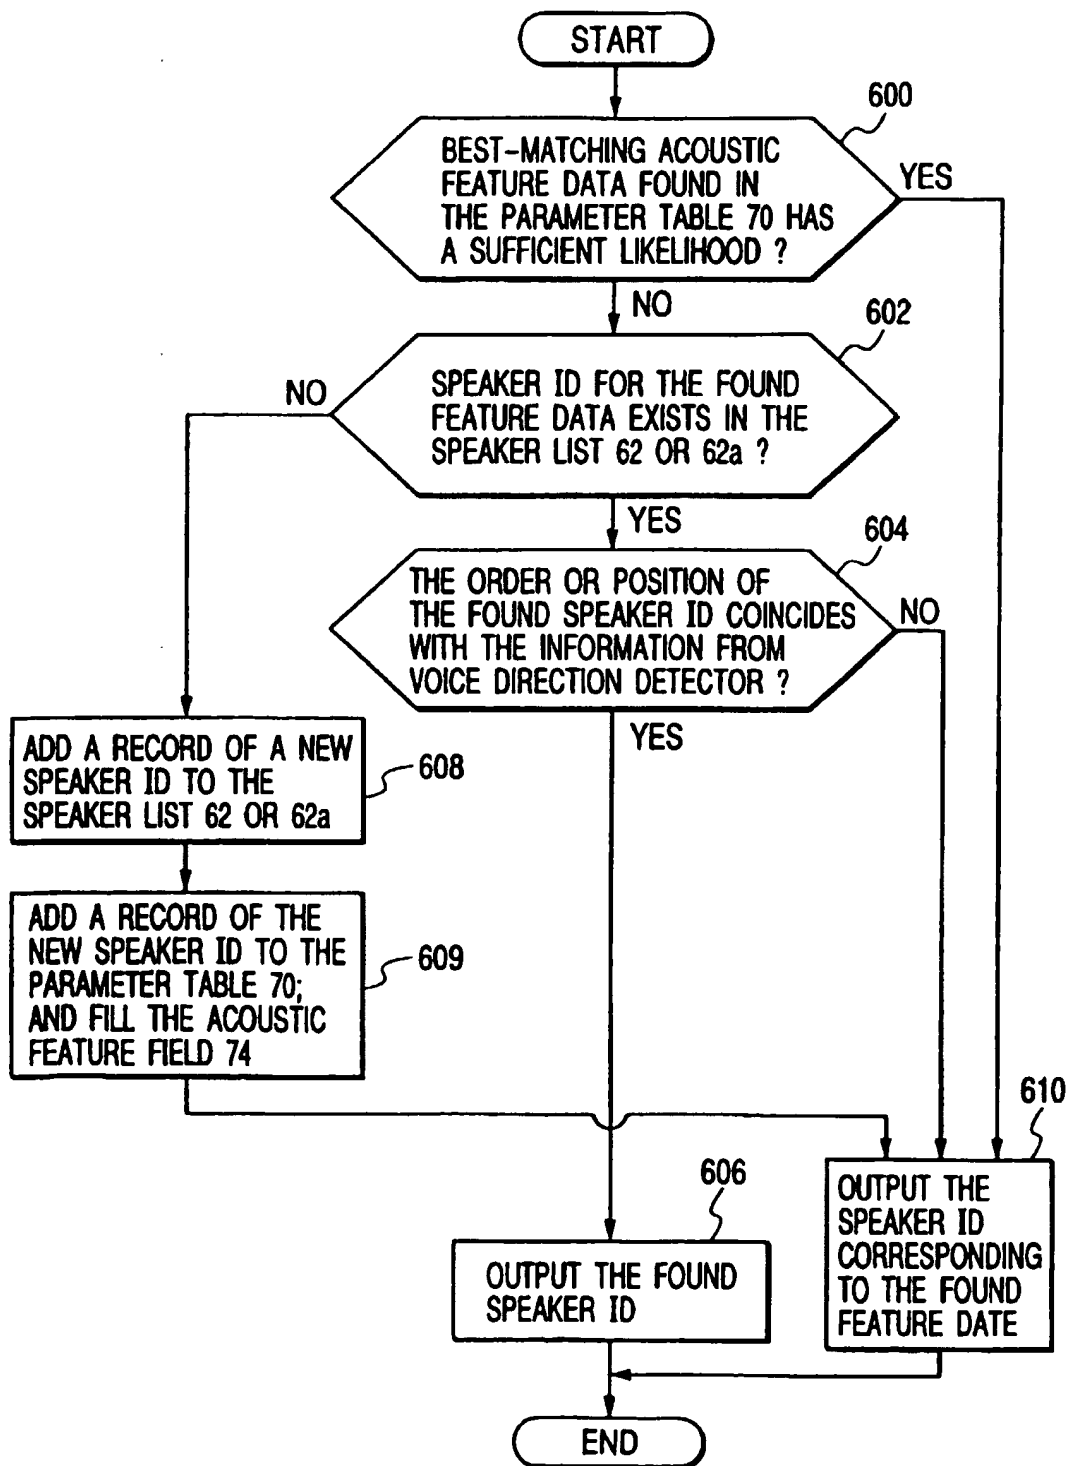 START
600
BEST-MATCHING ACOUSTIC
FEATURE DATA FOUND IN
THE PARAMETER TABLE 70 HAS
A SUFFICIENT LIKELIHOOD ?
YES
NO
602
SPEAKER ID FOR THE FOUND
FEATURE DATA EXISTS IN THE
SPEAKER LIST 62 OR 62a ?
NO
YES
604
THE ORDER OR POSITION OF
THE FOUND SPEAKER ID COINCIDES
WITH THE INFORMATION FROM
VOICE DIRECTION DETECTOR ?
NO
YES
ADD A RECORD OF A NEW
SPEAKER ID TO THE
SPEAKER LIST 62 OR 62a
608
ADD A RECORD OF THE
NEW SPEAKER ID TO THE
PARAMETER TABLE 70;
AND FILL THE ACOUSTIC
FEATURE FIELD 74
609
606
OUTPUT THE FOUND
SPEAKER ID
610
OUTPUT THE
SPEAKER ID
CORRESPONDING
TO THE FOUND
FEATURE DATE
END